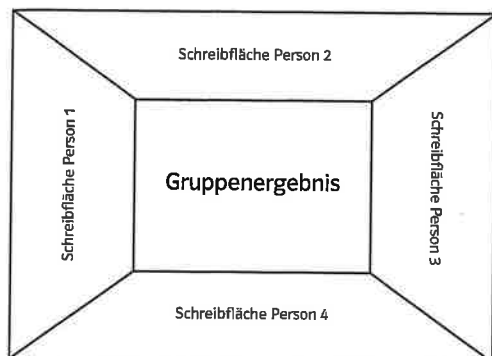 Schreibfläche Person 2
Schreibfläche Person 1
Gruppenergebnis
Schreibfläche Person 3
Schreibfläche Person 4